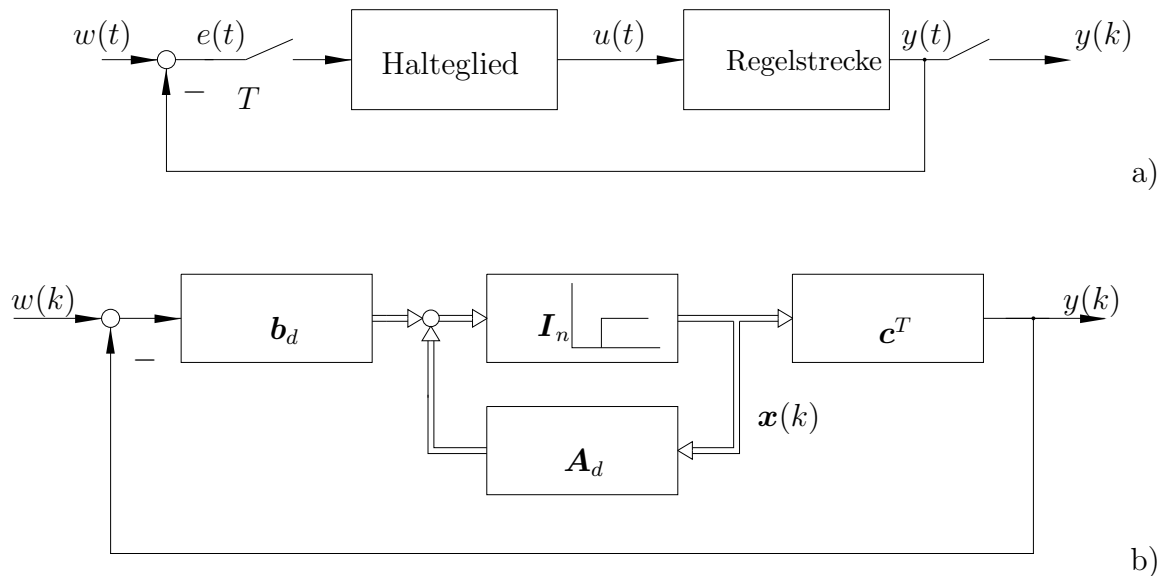 w(t) e(t) u(t) y(t) y(k)
Halteglied Regelstrecke
− T
a)
w(k) y(k)
b_d I_n c^T
−
x(k)
A_d
b)